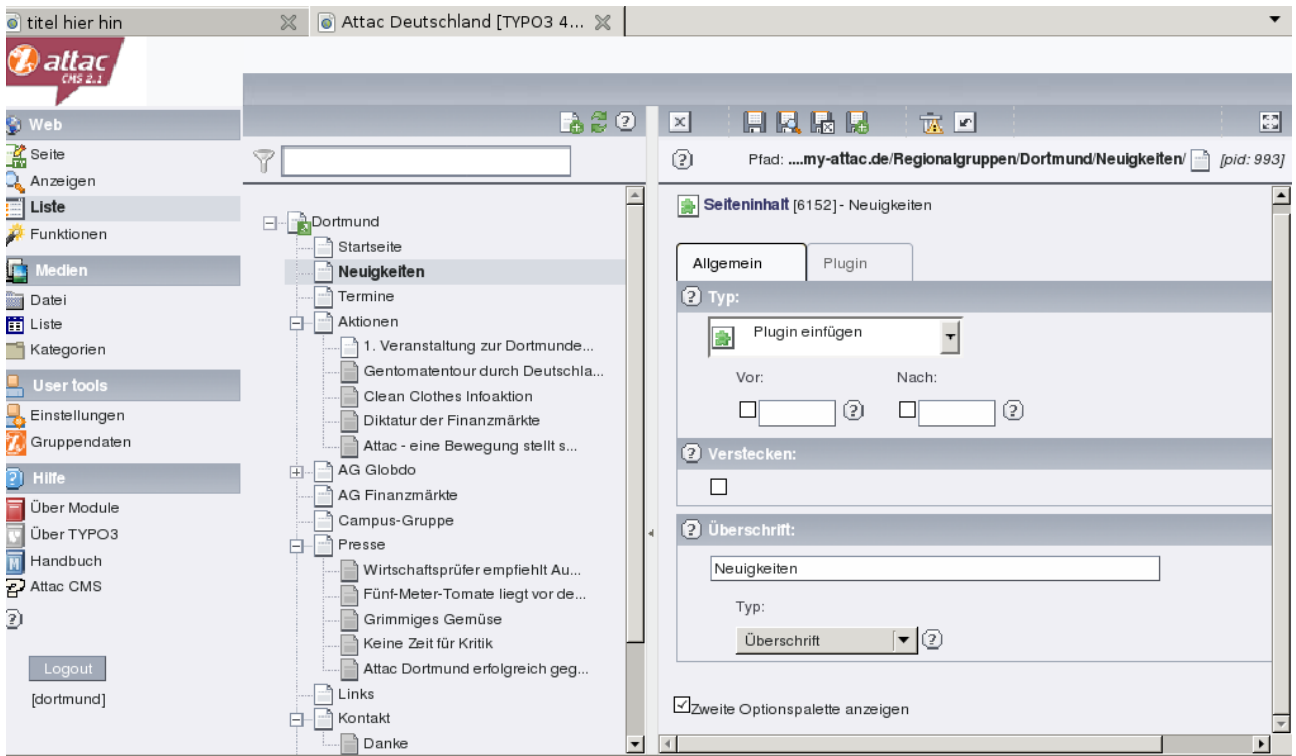 titel hier hin
Attac Deutschland [TYPO3 4...
attac
CMS 2.1
Web
Seite
Anzeigen
Liste
Funktionen
Medien
Datei
Liste
Kategorien
User tools
Einstellungen
Gruppendaten
Hilfe
Über Module
Über TYPO3
Handbuch
Attac CMS
Logout
[dortmund]
Dortmund
Startseite
Neuigkeiten
Termine
Aktionen
1. Veranstaltung zur Dortmunde...
Gentomatentour durch Deutschla...
Clean Clothes Infoaktion
Diktatur der Finanzmärkte
Attac - eine Bewegung stellt s...
AG Globdo
AG Finanzmärkte
Campus-Gruppe
Presse
Wirtschaftsprüfer empfiehlt Au...
Fünf-Meter-Tomate liegt vor de...
Grimmiges Gemüse
Keine Zeit für Kritik
Attac Dortmund erfolgreich geg...
Links
Kontakt
Danke
Pfad: ....my-attac.de/Regionalgruppen/Dortmund/Neuigkeiten/ [pid: 993]
Seiteninhalt [6152] - Neuigkeiten
Allgemein Plugin
Typ:
Plugin einfügen
Vor: Nach:
Verstecken:
Überschrift:
Neuigkeiten
Typ:
Überschrift
Zweite Optionspalette anzeigen